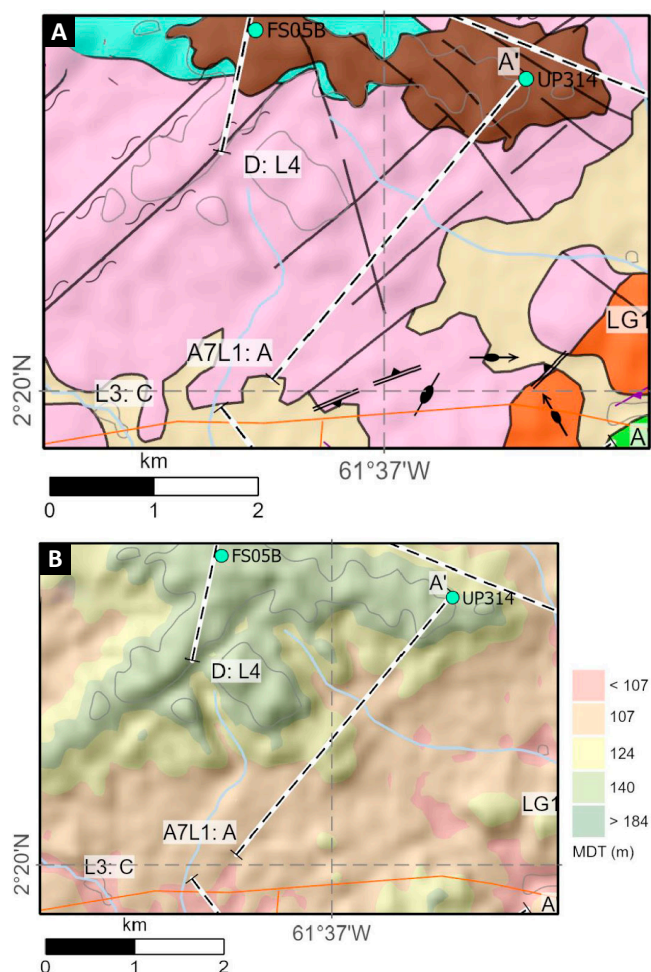 A
FS05B
A'
UP314
D: L4
LG1
A7L1: A
L3: C
A
2°20'N
km
0 1 2
61°37'W
B
FS05B
A'
UP314
D: L4
LG1
A7L1: A
L3: C
A
2°20'N
km
0 1 2
61°37'W
< 107
107
124
140
> 184
MDT (m)